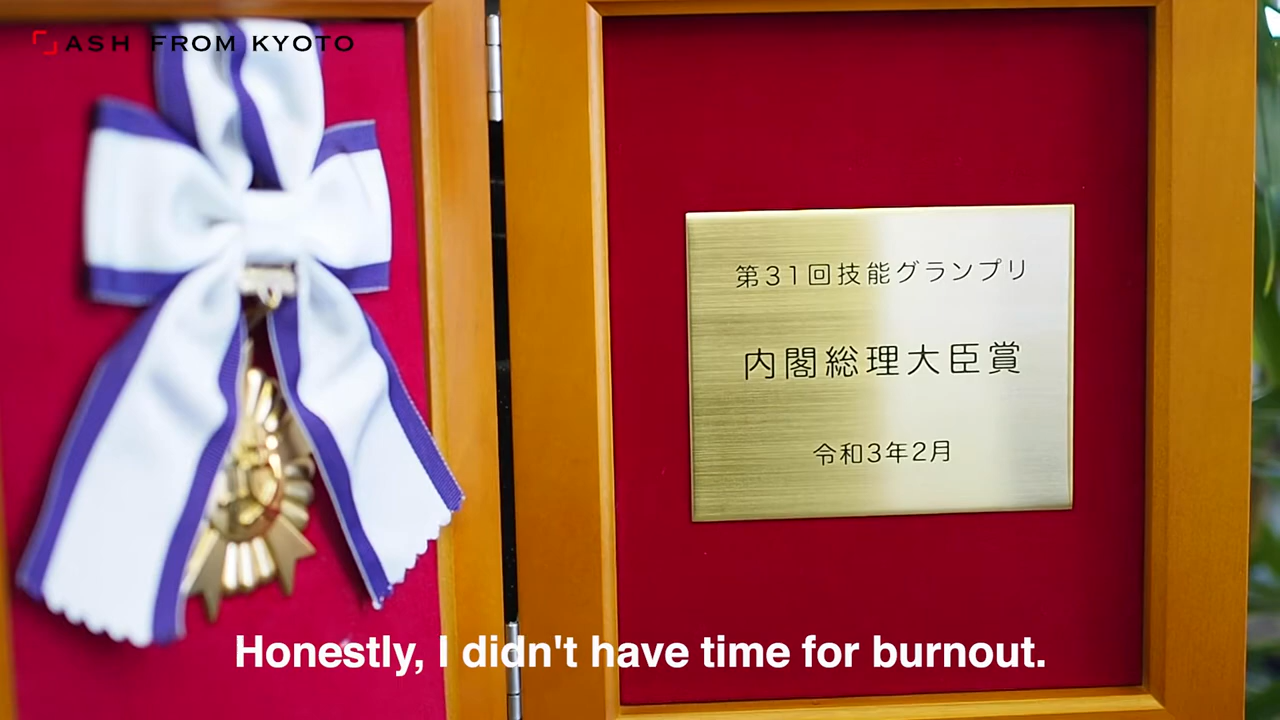 ASH FROM KYOTO
第31回技能グランプリ
内閣総理大臣賞
令和3年2月
Honestly, I didn't have time for burnout.